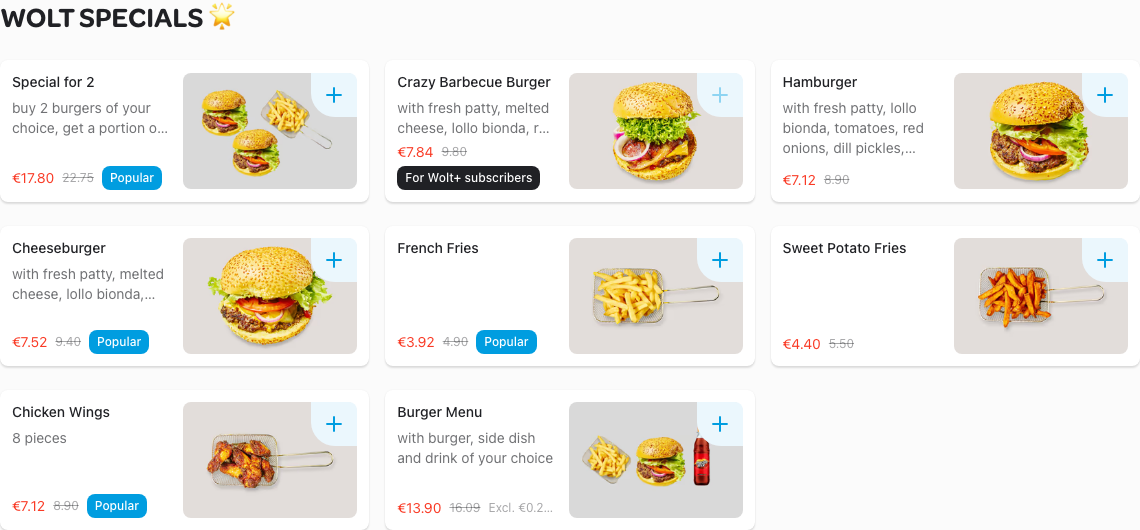 WOLT SPECIALS 🌟
Special for 2
buy 2 burgers of your
choice, get a portion o...
€17.80 22.75 Popular
Crazy Barbecue Burger
with fresh patty, melted
cheese, lollo bionda, r...
€7.84 9.80
For Wolt+ subscribers
Hamburger
with fresh patty, lollo
bionda, tomatoes, red
onions, dill pickles,...
€7.12 8.90
Cheeseburger
with fresh patty, melted
cheese, lollo bionda,...
€7.52 9.40 Popular
French Fries
€3.92 4.90 Popular
Sweet Potato Fries
€4.40 5.50
Chicken Wings
8 pieces
€7.12 8.90 Popular
Burger Menu
with burger, side dish
and drink of your choice
€13.90 16.09 Excl. €0.2...